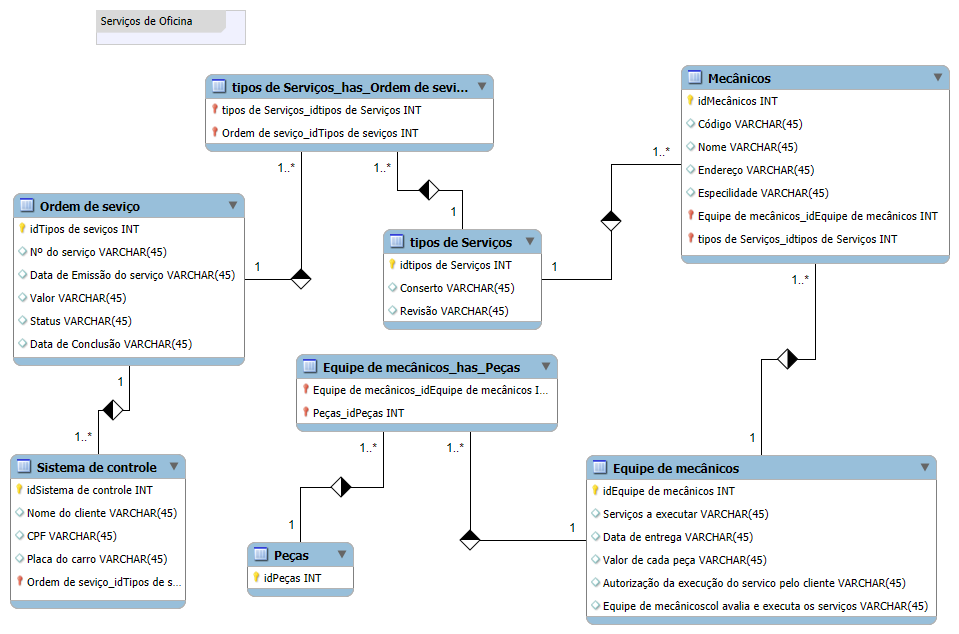 Serviços de Oficina
tipos de Serviços_has_Ordem de sevi...
tipos de Serviços_idtipos de Serviços INT
Ordem de seviço_idTipos de seviços INT
Mecânicos
idMecânicos INT
Código VARCHAR(45)
Nome VARCHAR(45)
Endereço VARCHAR(45)
Especilidade VARCHAR(45)
Equipe de mecânicos_idEquipe de mecânicos INT
tipos de Serviços_idtipos de Serviços INT
1..*
1..*
1..*
1
1
1
1..*
Ordem de seviço
idTipos de seviços INT
Nº do serviço VARCHAR(45)
Data de Emissão do serviço VARCHAR(45)
Valor VARCHAR(45)
Status VARCHAR(45)
Data de Conclusão VARCHAR(45)
tipos de Serviços
idtipos de Serviços INT
Conserto VARCHAR(45)
Revisão VARCHAR(45)
Equipe de mecânicos_has_Peças
Equipe de mecânicos_idEquipe de mecânicos I...
Peças_idPeças INT
1
1..*
1..*
1..*
1
1
1
Sistema de controle
idSistema de controle INT
Nome do cliente VARCHAR(45)
CPF VARCHAR(45)
Placa do carro VARCHAR(45)
Ordem de seviço_idTipos de s...
Peças
idPeças INT
Equipe de mecânicos
idEquipe de mecânicos INT
Serviços a executar VARCHAR(45)
Data de entrega VARCHAR(45)
Valor de cada peça VARCHAR(45)
Autorização da execução do servico pelo cliente VARCHAR(45)
Equipe de mecânicoscol avalia e executa os serviços VARCHAR(45)